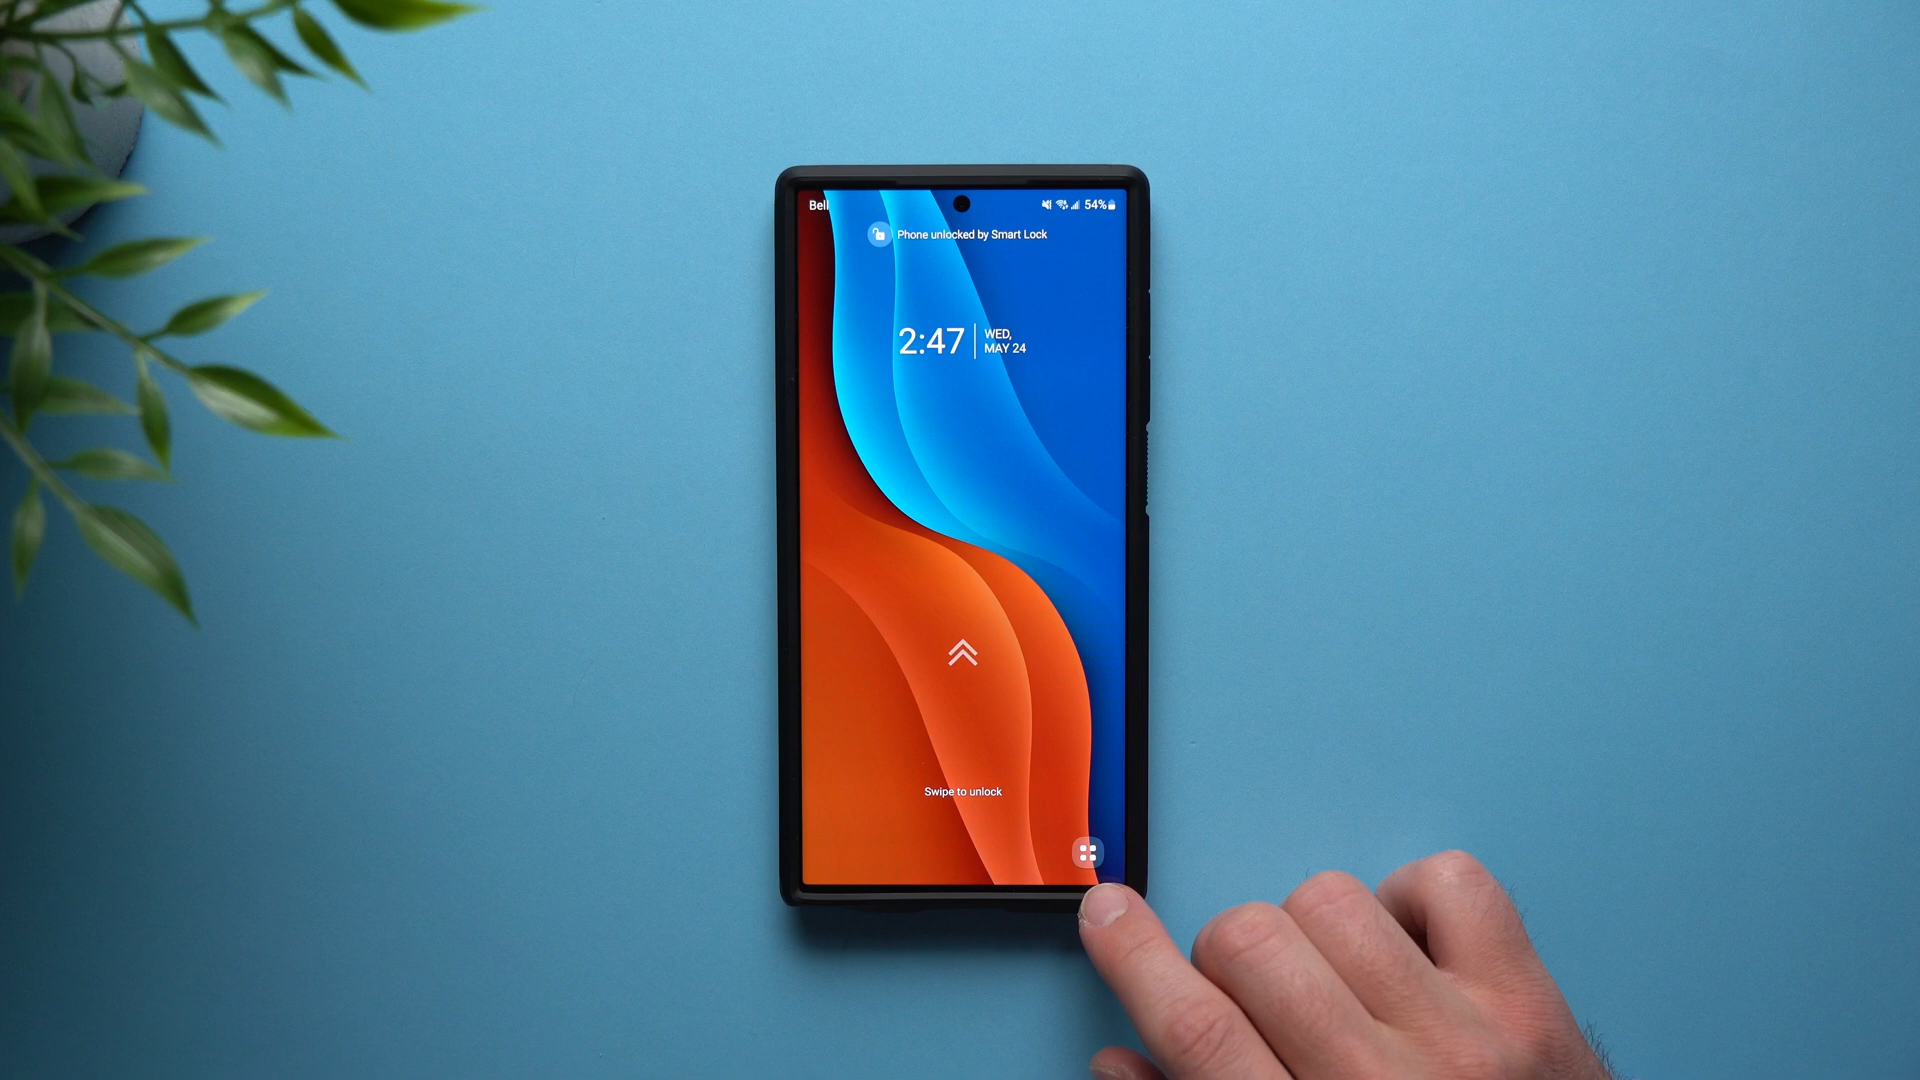 Bell
54%
Phone unlocked by Smart Lock
2:47
WED,
MAY 24
Swipe to unlock